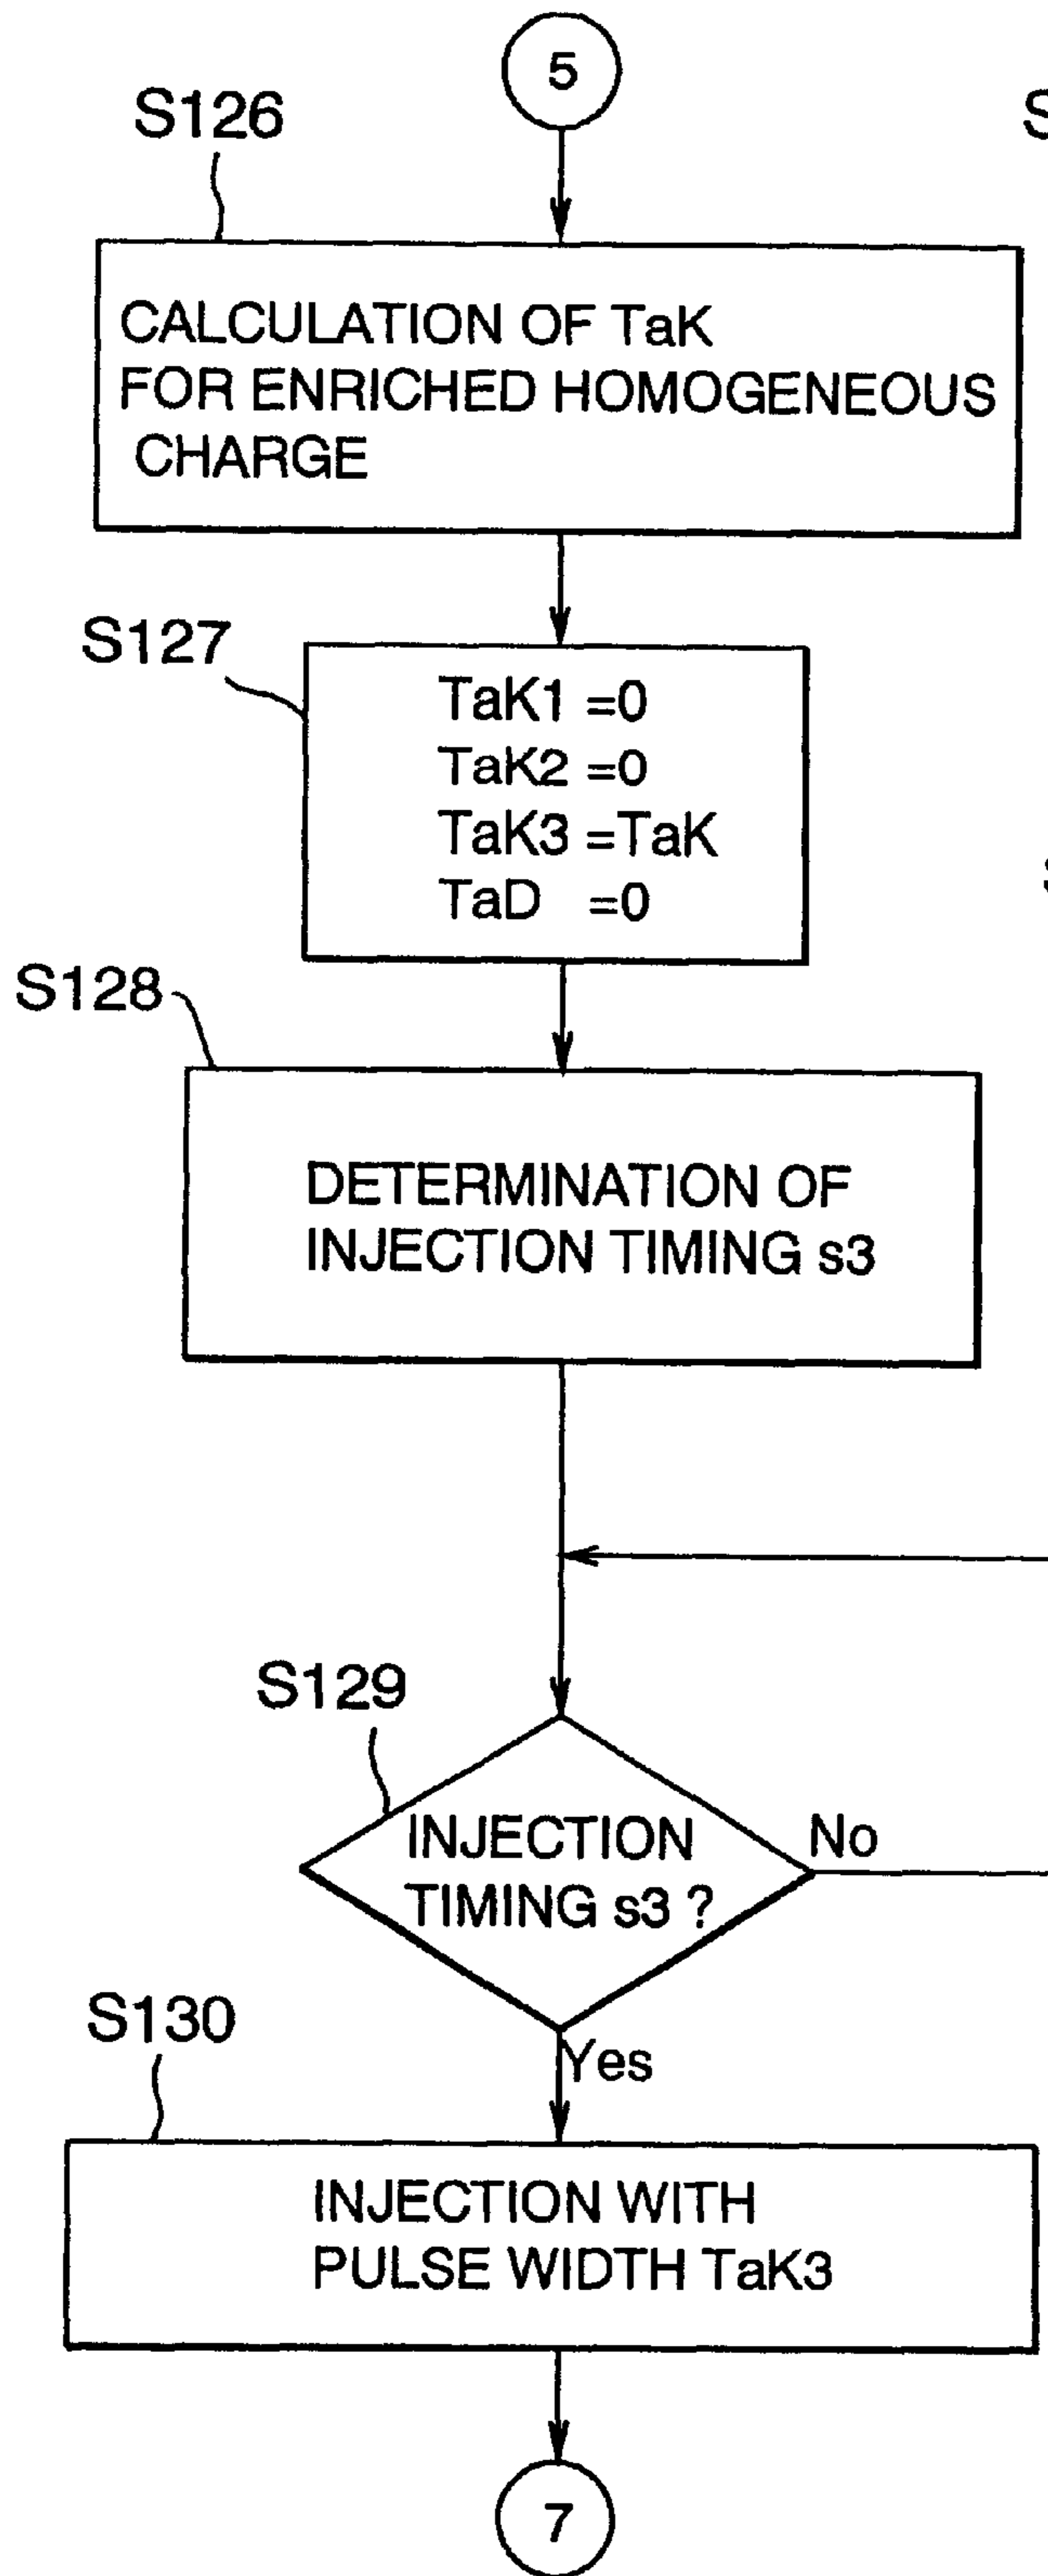 5
S126
CALCULATION OF TaK
FOR ENRICHED HOMOGENEOUS
CHARGE
S127
TaK1 =0
TaK2 =0
TaK3 =TaK
TaD =0
S128
DETERMINATION OF
INJECTION TIMING s3
S129
INJECTION
TIMING s3 ?
No
Yes
S130
INJECTION WITH
PULSE WIDTH TaK3
7